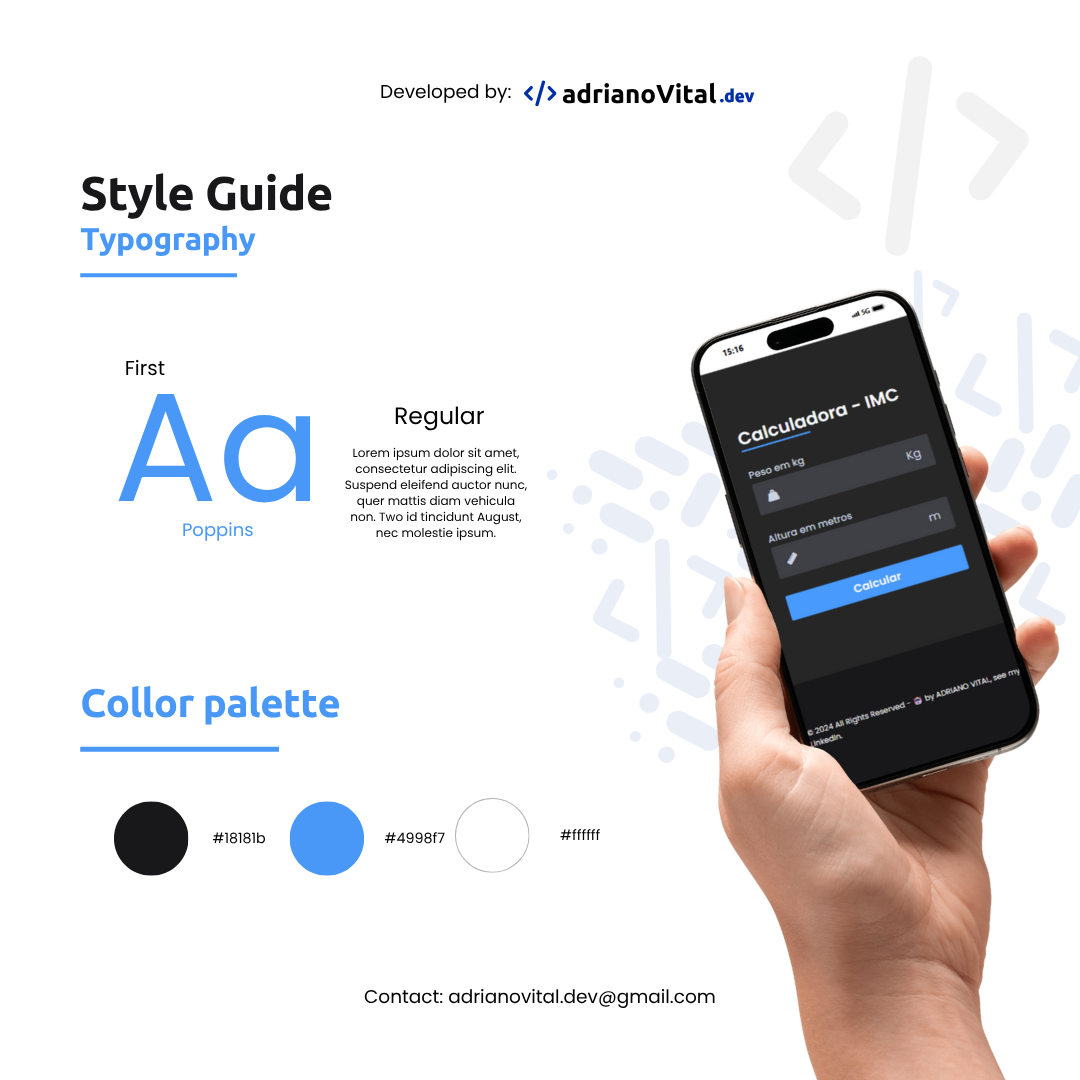 Developed by: </> adrianoVital.dev
Style Guide
Typography
First
Aa
Poppins
Regular
Lorem ipsum dolor sit amet,
consectetur adipiscing elit.
Suspend eleifend auctor nunc,
quer mattis diam vehicula
non. Two id tincidunt August,
nec molestie ipsum.
15:16
5G
Calculadora - IMC
Peso em kg
Kg
Altura em metros
m
Calcular
© 2024 All Rights Reserved - by ADRIANO VITAL, see my
LinkedIn.
Collor palette
#18181b
#4998f7
#ffffff
Contact: adrianovital.dev@gmail.com